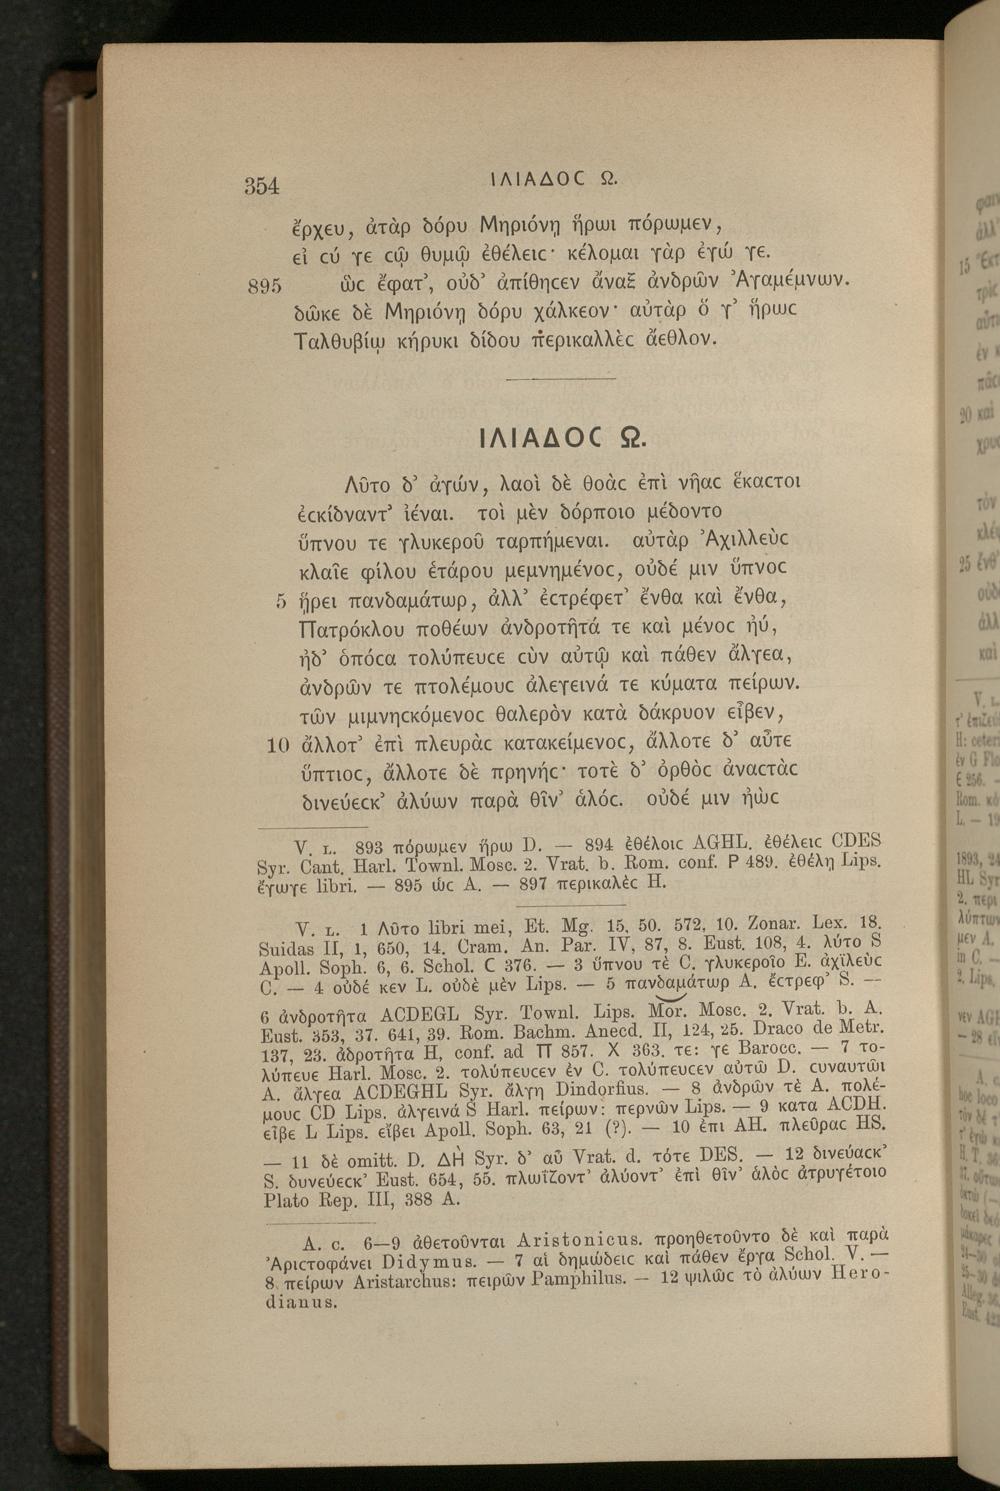 354
ΙΛΙΑΔΟϹ Ω.
ἔρχευ, ἀτὰρ δόρυ Μηριόνῃ ἥρωι πόρωμεν,
εἰ ϲύ γε ϲῷ θυμῷ ἐθέλειϲ· κέλομαι γὰρ ἐγώ γε.
895 ὣϲ ἔφατ’, οὐδ’ ἀπίθηϲεν ἄναξ ἀνδρῶν Ἀγαμέμνων.
δῶκε δὲ Μηριόνῃ δόρυ χάλκεον· αὐτὰρ ὅ γ’ ἥρωϲ
Ταλθυβίῳ κήρυκι δίδου περικαλλὲϲ ἄεθλον.
ΙΛΙΑΔΟϹ Ω.
Λῦτο δ’ ἀγών, λαοὶ δὲ θοὰϲ ἐπὶ νῆαϲ ἕκαϲτοι
ἐϲκίδναντ’ ἰέναι. τοὶ μὲν δόρποιο μέδοντο
ὕπνου τε γλυκεροῦ ταρπήμεναι. αὐτὰρ Ἀχιλλεὺϲ
κλαῖε φίλου ἑτάρου μεμνημένοϲ, οὐδέ μιν ὕπνοϲ
5 ᾕρει πανδαμάτωρ, ἀλλ’ ἐϲτρέφετ’ ἔνθα καὶ ἔνθα,
Πατρόκλου ποθέων ἀνδροτῆτά τε καὶ μένοϲ ἠύ,
ἠδ’ ὁπόϲα τολύπευϲε ϲὺν αὐτῷ καὶ πάθεν ἄλγεα,
ἀνδρῶν τε πτολέμουϲ ἀλεγεινά τε κύματα πείρων.
τῶν μιμνηϲκόμενοϲ θαλερὸν κατὰ δάκρυον εἶβεν,
10 ἄλλοτ’ ἐπὶ πλευρὰϲ κατακείμενοϲ, ἄλλοτε δ’ αὖτε
ὕπτιοϲ, ἄλλοτε δὲ πρηνήϲ· τοτὲ δ’ ὀρθὸϲ ἀναϲτὰϲ
δινεύεϲκ’ ἀλύων παρὰ θῖν’ ἁλόϲ. οὐδέ μιν ἠὼϲ
V. L. 893 πόρωμεν ἥρω D. — 894 ἐθέλοιϲ AGHL. ἐθέλειϲ CDES
Syr. Cant. Harl. Townl. Mosc. 2. Vrat. b. Rom. conf. Ρ 489. ἐθέλῃ Lips.
ἔγωγε libri. — 895 ὡϲ A. — 897 περικαλὲϲ H.
V. L. 1 Λῦτο libri mei, Et. Mg. 15, 50. 572, 10. Zonar. Lex. 18.
Suidas II, 1, 650, 14. Cram. An. Par. IV, 87, 8. Eust. 108, 4. λύτο S
Apoll. Soph. 6, 6. Schol. Ϲ 376. — 3 ὕπνου τὲ C. γλυκεροῖο E. ἀχϊλεὺϲ
C. — 4 οὐδέ κεν L. οὐδὲ μὲν Lips. — 5 πανδαμάτωρ A. ἔϲτρεφ’ S. —
6 ἀνδροτῆτα ACDEGL Syr. Townl. Lips. Mor. Mosc. 2. Vrat. b. A.
Eust. 353, 37. 641, 39. Rom. Bachm. Anecd. II, 124, 25. Draco de Metr.
137, 23. ἁδροτῆτα H, conf. ad Π 857. Χ 363. τε: γε Barocc. — 7 το-
λύπευε Harl. Mosc. 2. τολύπευϲεν ἐν C. τολύπευϲεν αὐτῶ D. ϲυναυτῶι
A. ἄλγεα ACDEGHL Syr. ἄλγη Dindorfius. — 8 ἀνδρῶν τὲ A. πολέ-
μουϲ CD Lips. ἀλγεινά S Harl. πείρων: περνῶν Lips. — 9 κατα ACDH.
εἶβε L Lips. εἴβει Apoll. Soph. 63, 21 (?). — 10 ἐπι AH. πλεῦραϲ HS.
— 11 δὲ omitt. D. ΔῊ Syr. δ’ αῦ Vrat. d. τότε DES. — 12 δινεύαϲκ’
S. δυνεύεϲκ’ Eust. 654, 55. πλωΐζοντ’ ἀλύοντ’ ἐπὶ θῖν’ ἁλὸϲ ἀτρυγέτοιο
Plato Rep. III, 388 A.
A. c. 6—9 ἀθετοῦνται Aristonicus. προηθετοῦντο δὲ καὶ παρὰ
Ἀριϲτοφάνει Didymus. — 7 αἱ δημώδειϲ καὶ πάθεν ἔργα Schol. V. —
8 πείρων Aristarchus: πειρῶν Pamphilus. — 12 ψιλῶϲ τὸ ἀλύων Hero-
dianus.